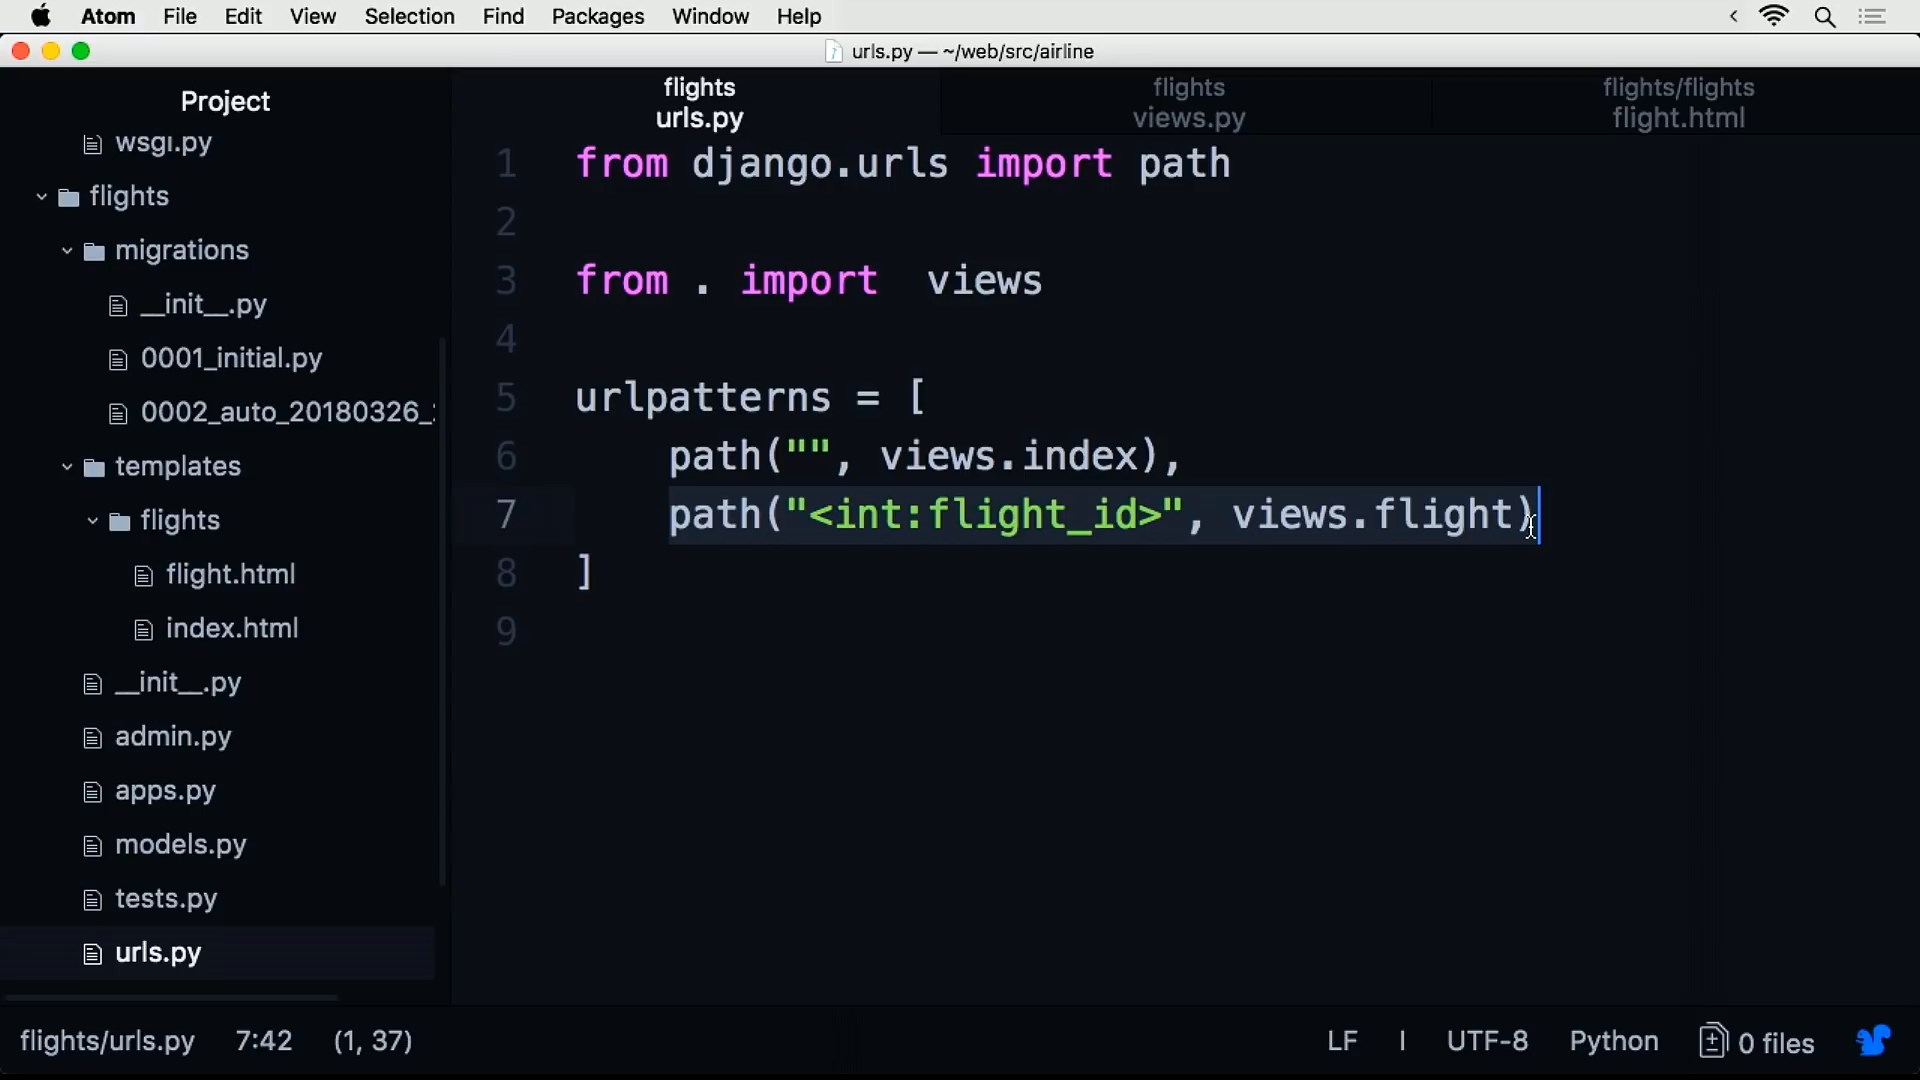 Atom File Edit View Selection Find Packages Window Help
urls.py — ~/web/src/airline
Project
wsgi.py
flights
migrations
__init__.py
0001_initial.py
0002_auto_20180326_
templates
flights
flight.html
index.html
__init__.py
admin.py
apps.py
models.py
tests.py
urls.py
flights
urls.py
flights
views.py
flights/flights
flight.html
1 from django.urls import path
2
3 from . import  views
4
5 urlpatterns = [
6     path("", views.index),
7     path("<int:flight_id>", views.flight)
8 ]
9
flights/urls.py 7:42 (1, 37) LF | UTF-8 Python 0 files